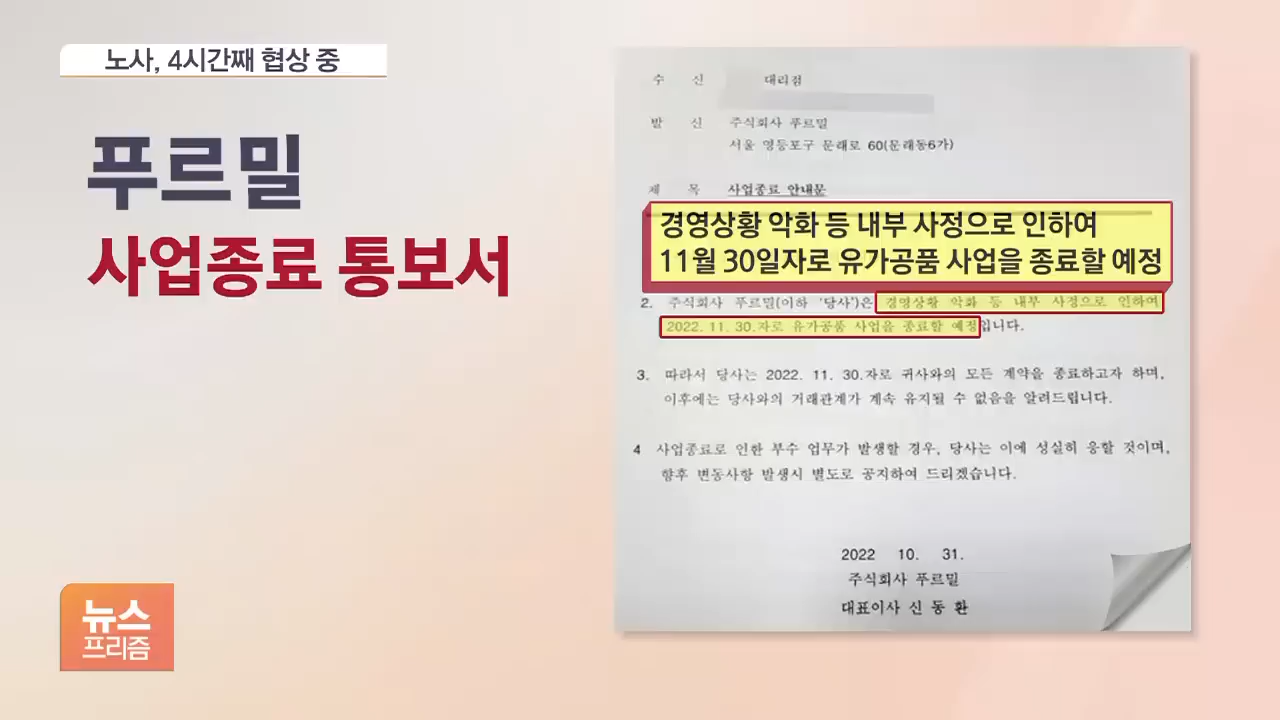 노사, 4시간째 협상 중
푸르밀
사업종료 통보서
수 신 대리점
발 신 주식회사 푸르밀
서울 영등포구 문래로 60(문래동6가)
제 목 사업종료 안내문
경영상황 악화 등 내부 사정으로 인하여
11월 30일자로 유가공품 사업을 종료할 예정
2. 주식회사 푸르밀(이하 '당사')은 경영상황 악화 등 내부 사정으로 인하여
2022. 11. 30.자로 유가공품 사업을 종료할 예정입니다.
3. 따라서 당사는 2022. 11. 30.자로 귀사와의 모든 계약을 종료하고자 하며,
이후에는 당사와의 거래관계가 계속 유지될 수 없음을 알려드립니다.
4 사업종료로 인한 부수 업무가 발생할 경우, 당사는 이에 성실히 응할 것이며,
향후 변동사항 발생시 별도로 공지하여 드리겠습니다.
2022 10. 31.
주식회사 푸르밀
대표이사 신 동 환
뉴스
프리즘